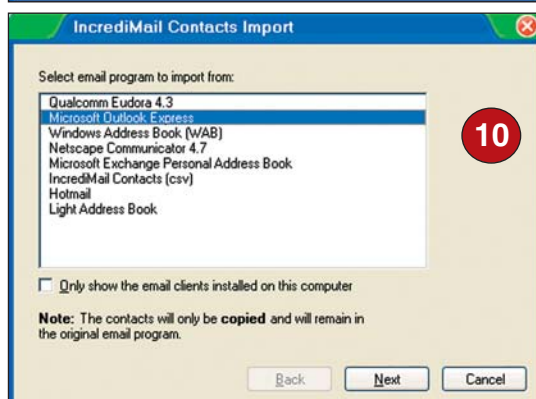 IncrediMail Contacts Import
Select email program to import from:
Qualcomm Eudora 4.3
Microsoft Outlook Express
Windows Address Book (WAB)
Netscape Communicator 4.7
Microsoft Exchange Personal Address Book
IncrediMail Contacts (csv)
Hotmail
Light Address Book
10
Only show the email clients installed on this computer
Note: The contacts will only be copied and will remain in
the original email program.
Back Next Cancel